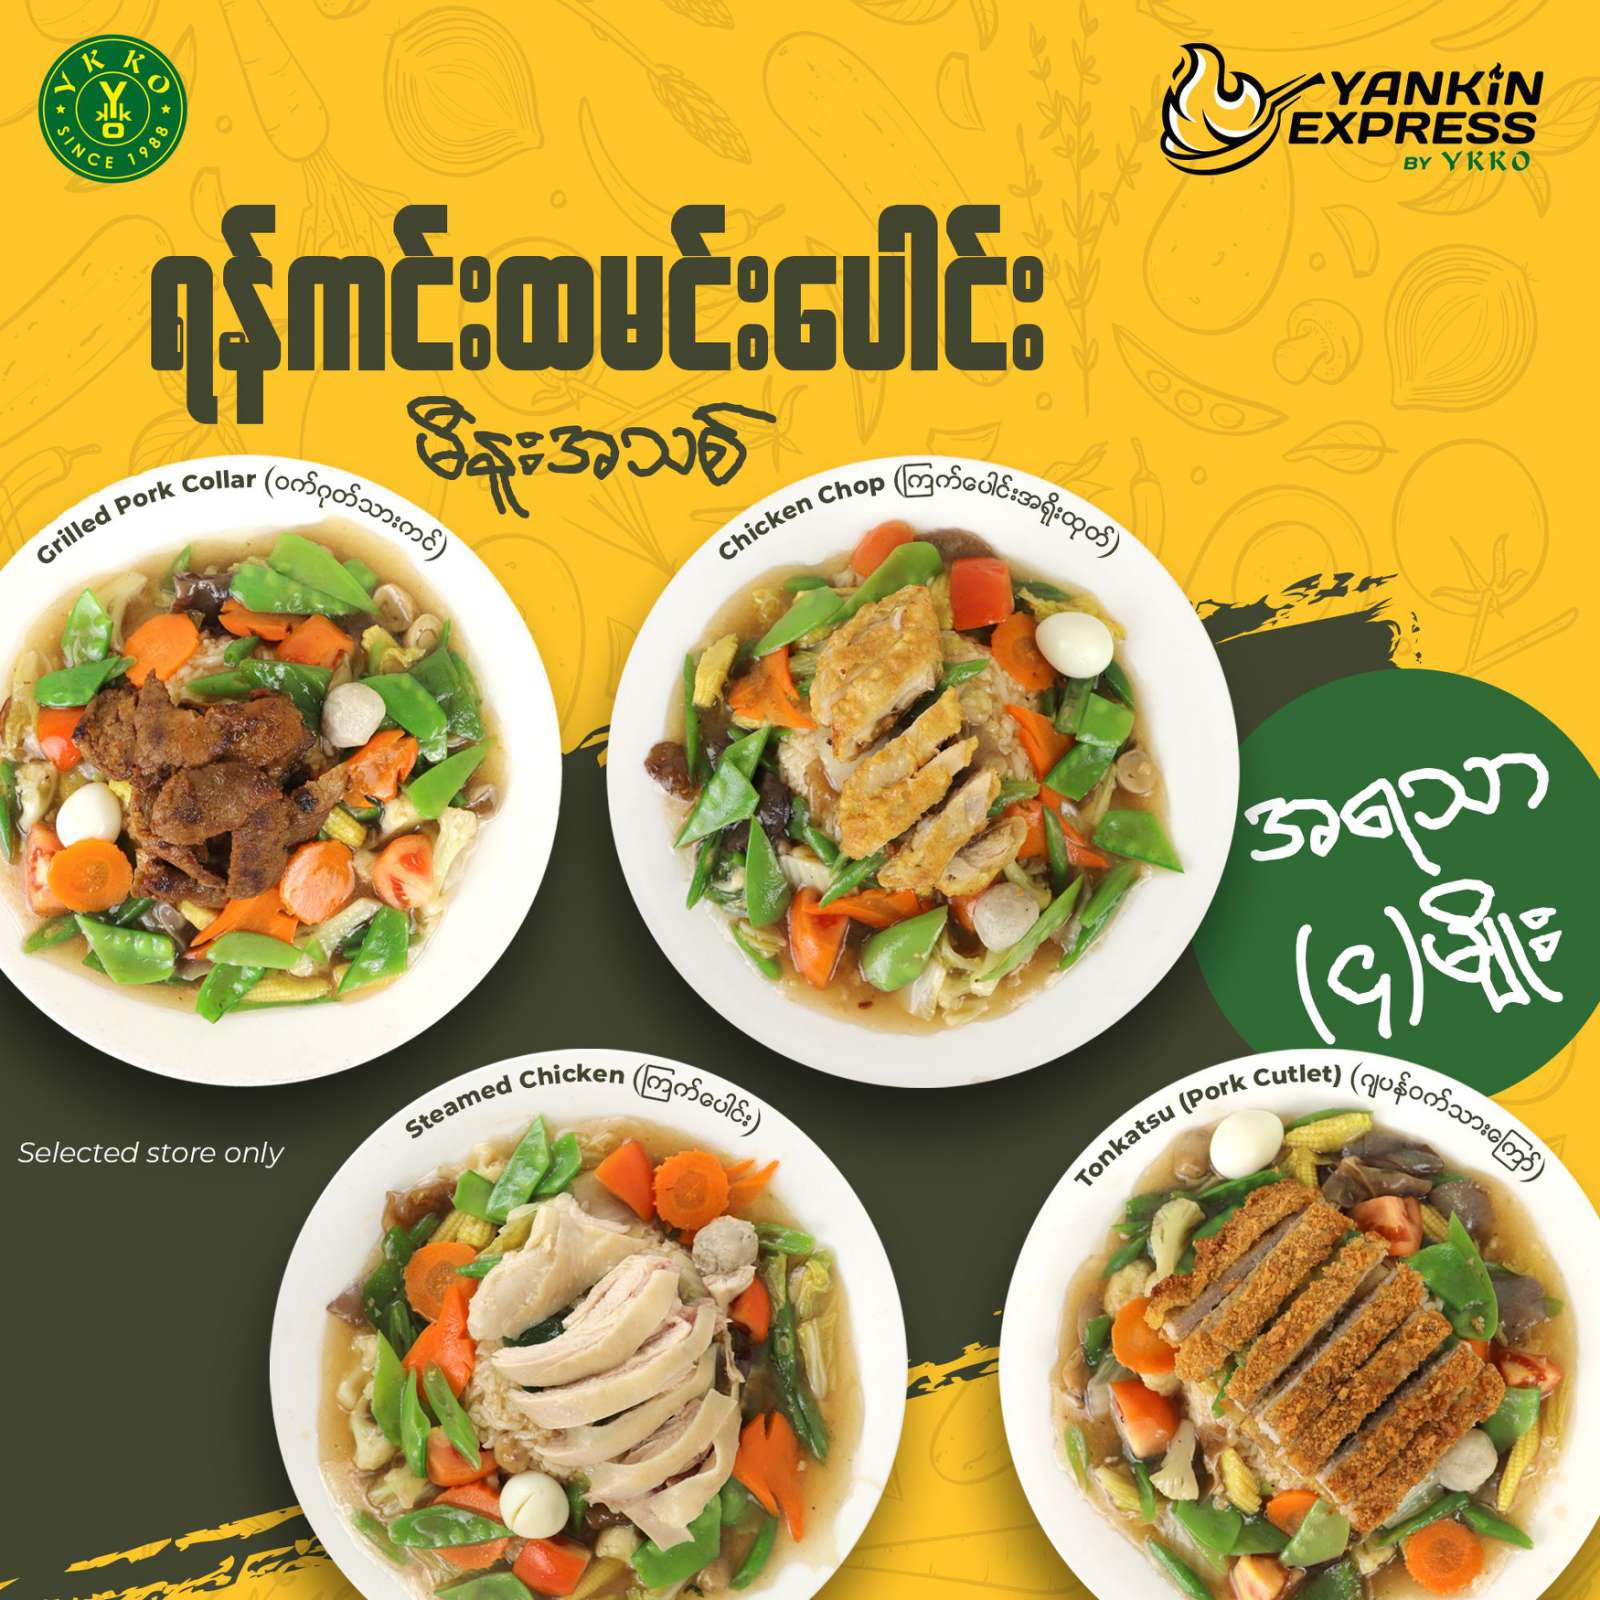 YKKO
YKKO
SINCE 1988
YANKIN
EXPRESS
BY YKKO
ရန်ကင်းထမင်းပေါင်း
မီနူးအသစ်
Grilled Pork Collar (ဝက်ဂုတ်သားကင်)
Chicken Chop (ကြက်ပေါင်းအရိုးထုတ်)
အရသာ
(၄)မျိုး
Steamed Chicken (ကြက်ပေါင်း)
Tonkatsu (Pork Cutlet) (ဂျပန်ဝက်သားကြော်)
Selected store only